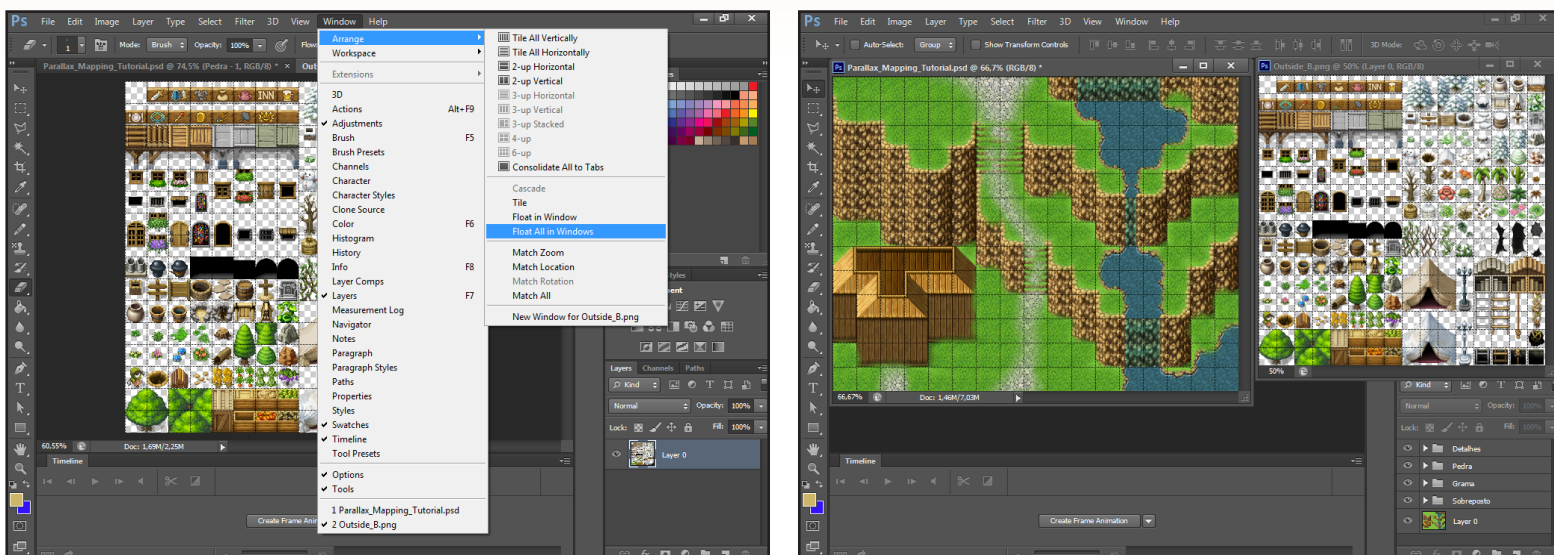 Ps File Edit Image Layer Type Select Filter 3D View Window Help
1 Mode: Brush Opacity: 100% Flow
Parallax_Mapping_Tutorial.psd @ 74,5% (Pedra - 1, RGB/8) * × Out
INN
Arrange
Workspace
Extensions
3D
Actions Alt+F9
Adjustments
Brush F5
Brush Presets
Channels
Character
Character Styles
Clone Source
Color F6
Histogram
History
Info F8
Layer Comps
Layers F7
Measurement Log
Navigator
Notes
Paragraph
Paragraph Styles
Paths
Properties
Styles
Swatches
Timeline
Tool Presets
Options
Tools
1 Parallax_Mapping_Tutorial.psd
2 Outside_B.png
Tile All Vertically
Tile All Horizontally
2-up Horizontal
2-up Vertical
3-up Horizontal
3-up Vertical
3-up Stacked
4-up
6-up
Consolidate All to Tabs
Cascade
Tile
Float in Window
Float All in Windows
Match Zoom
Match Location
Match Rotation
Match All
New Window for Outside_B.png
Layers Channels Paths
Kind
Normal Opacity: 100%
Lock: Fill: 100%
Layer 0
60,55% Doc: 1,69M/2,25M
Timeline
Create Frame
Ps File Edit Image Layer Type Select Filter 3D View Window Help
Auto-Select: Group Show Transform Controls 3D Mode:
Ps Parallax_Mapping_Tutorial.psd @ 66,7% (RGB/8) *
Ps Outside_B.png @ 50% (Layer 0, RGB/8)
INN
50%
66,67% Doc: 1,46M/7,03M
Kind
Normal Opacity: 100%
Lock: Fill: 100%
Detalhes
Pedra
Grama
Sobreposto
Layer 0
Timeline
Create Frame Animation